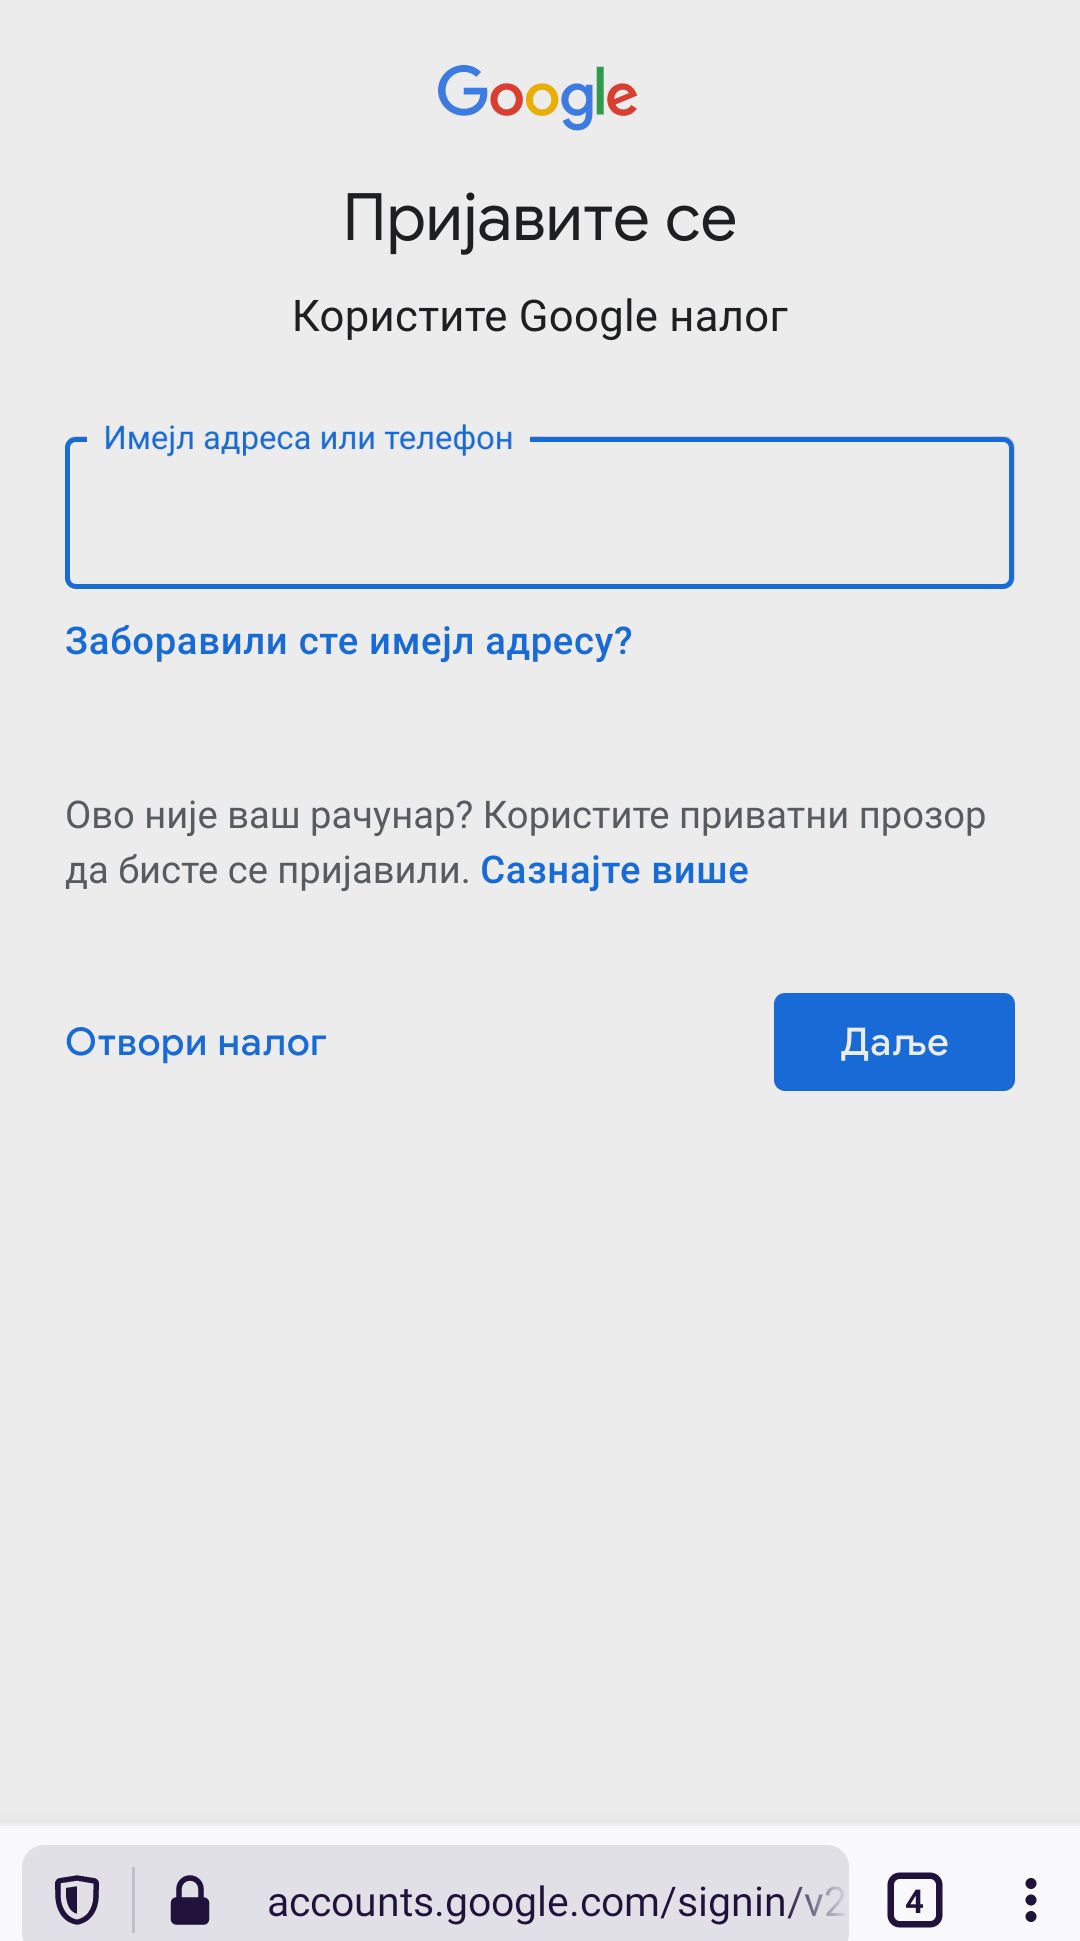 Google
Пријавите се
Користите Google налог
Имејл адреса или телефон
Заборавили сте имејл адресу?
Ово није ваш рачунар? Користите приватни прозор
да бисте се пријавили. Сазнајте више
Отвори налог
Даље
accounts.google.com/signin/v2
4